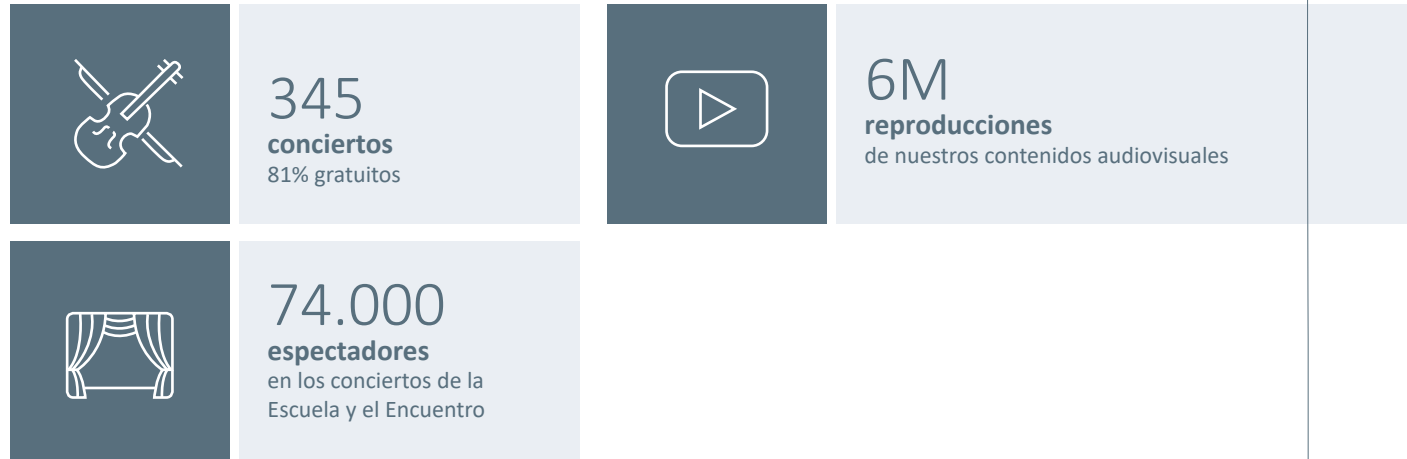 345
conciertos
81% gratuitos
6M
reproducciones
de nuestros contenidos audiovisuales
74.000
espectadores
en los conciertos de la
Escuela y el Encuentro